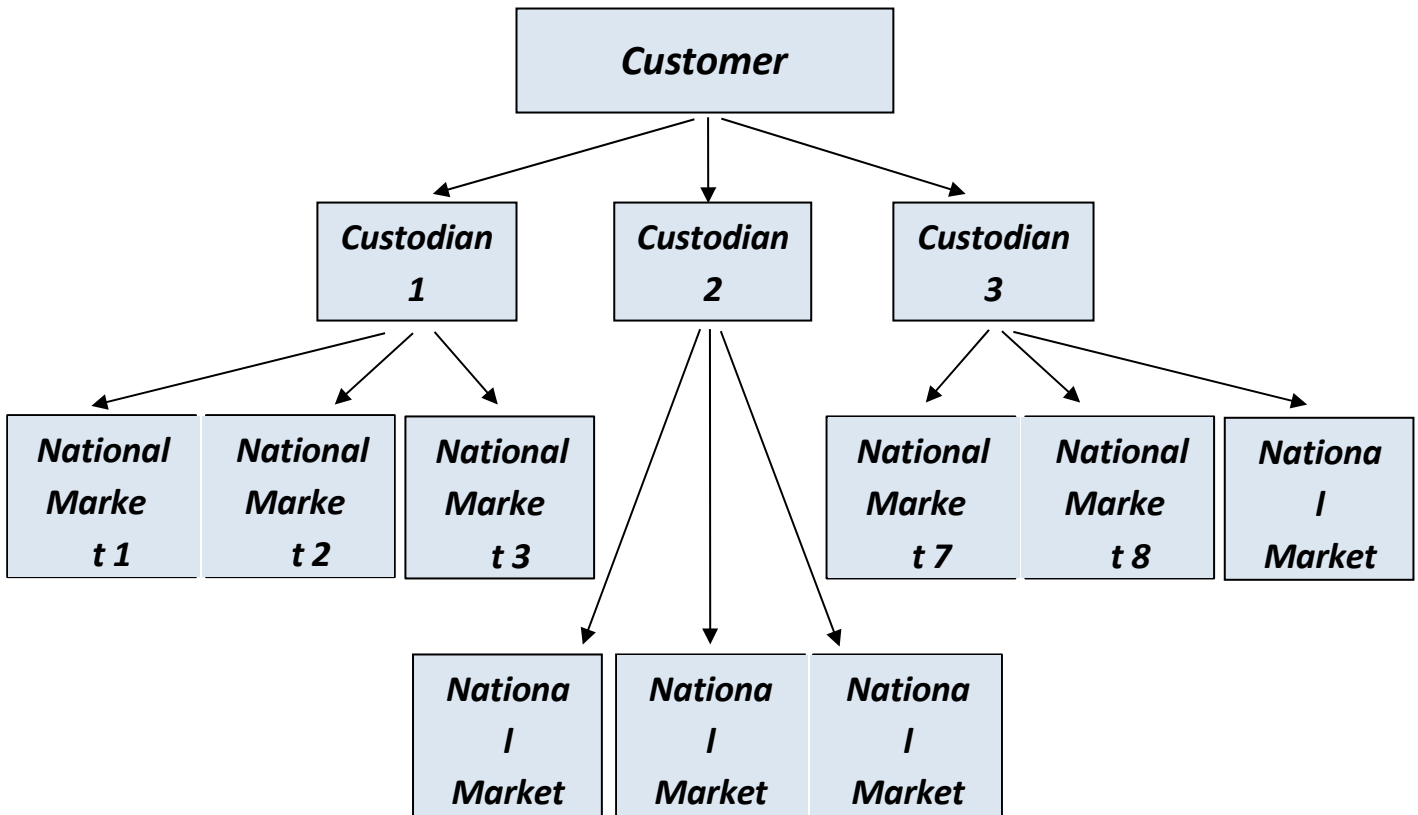 Customer
Custodian
1
Custodian
2
Custodian
3
National
Marke
t 1
National
Marke
t 2
National
Marke
t 3
National
Marke
t 7
National
Marke
t 8
Nationa
l
Market
Nationa
l
Market
Nationa
l
Market
Nationa
l
Market